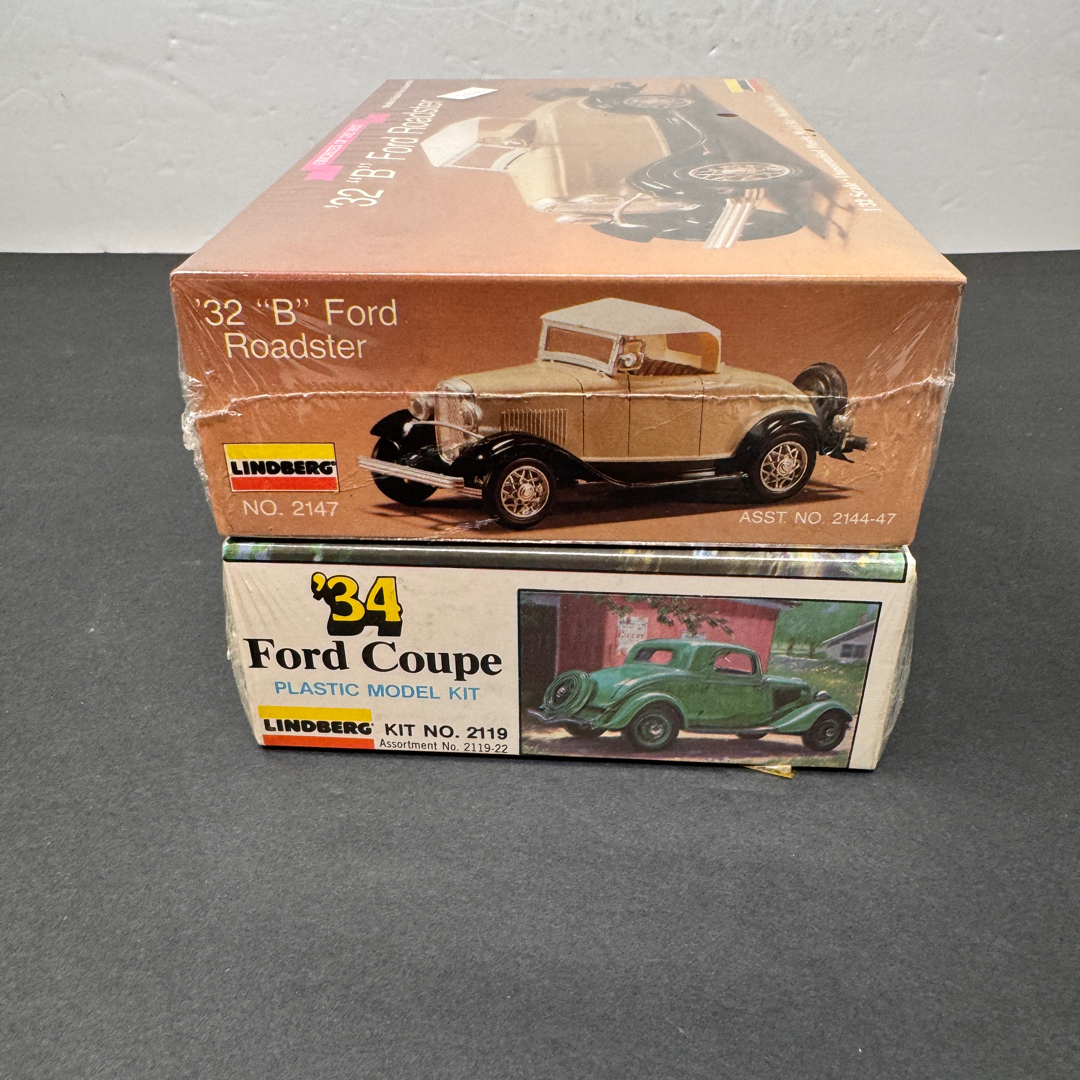 '32 "B" Ford Roadster
'32 "B" Ford
Roadster
LINDBERG
NO. 2147
ASST. NO. 2144-47
'34
Ford Coupe
PLASTIC MODEL KIT
LINDBERG
KIT NO. 2119
Assortment No. 2119-22